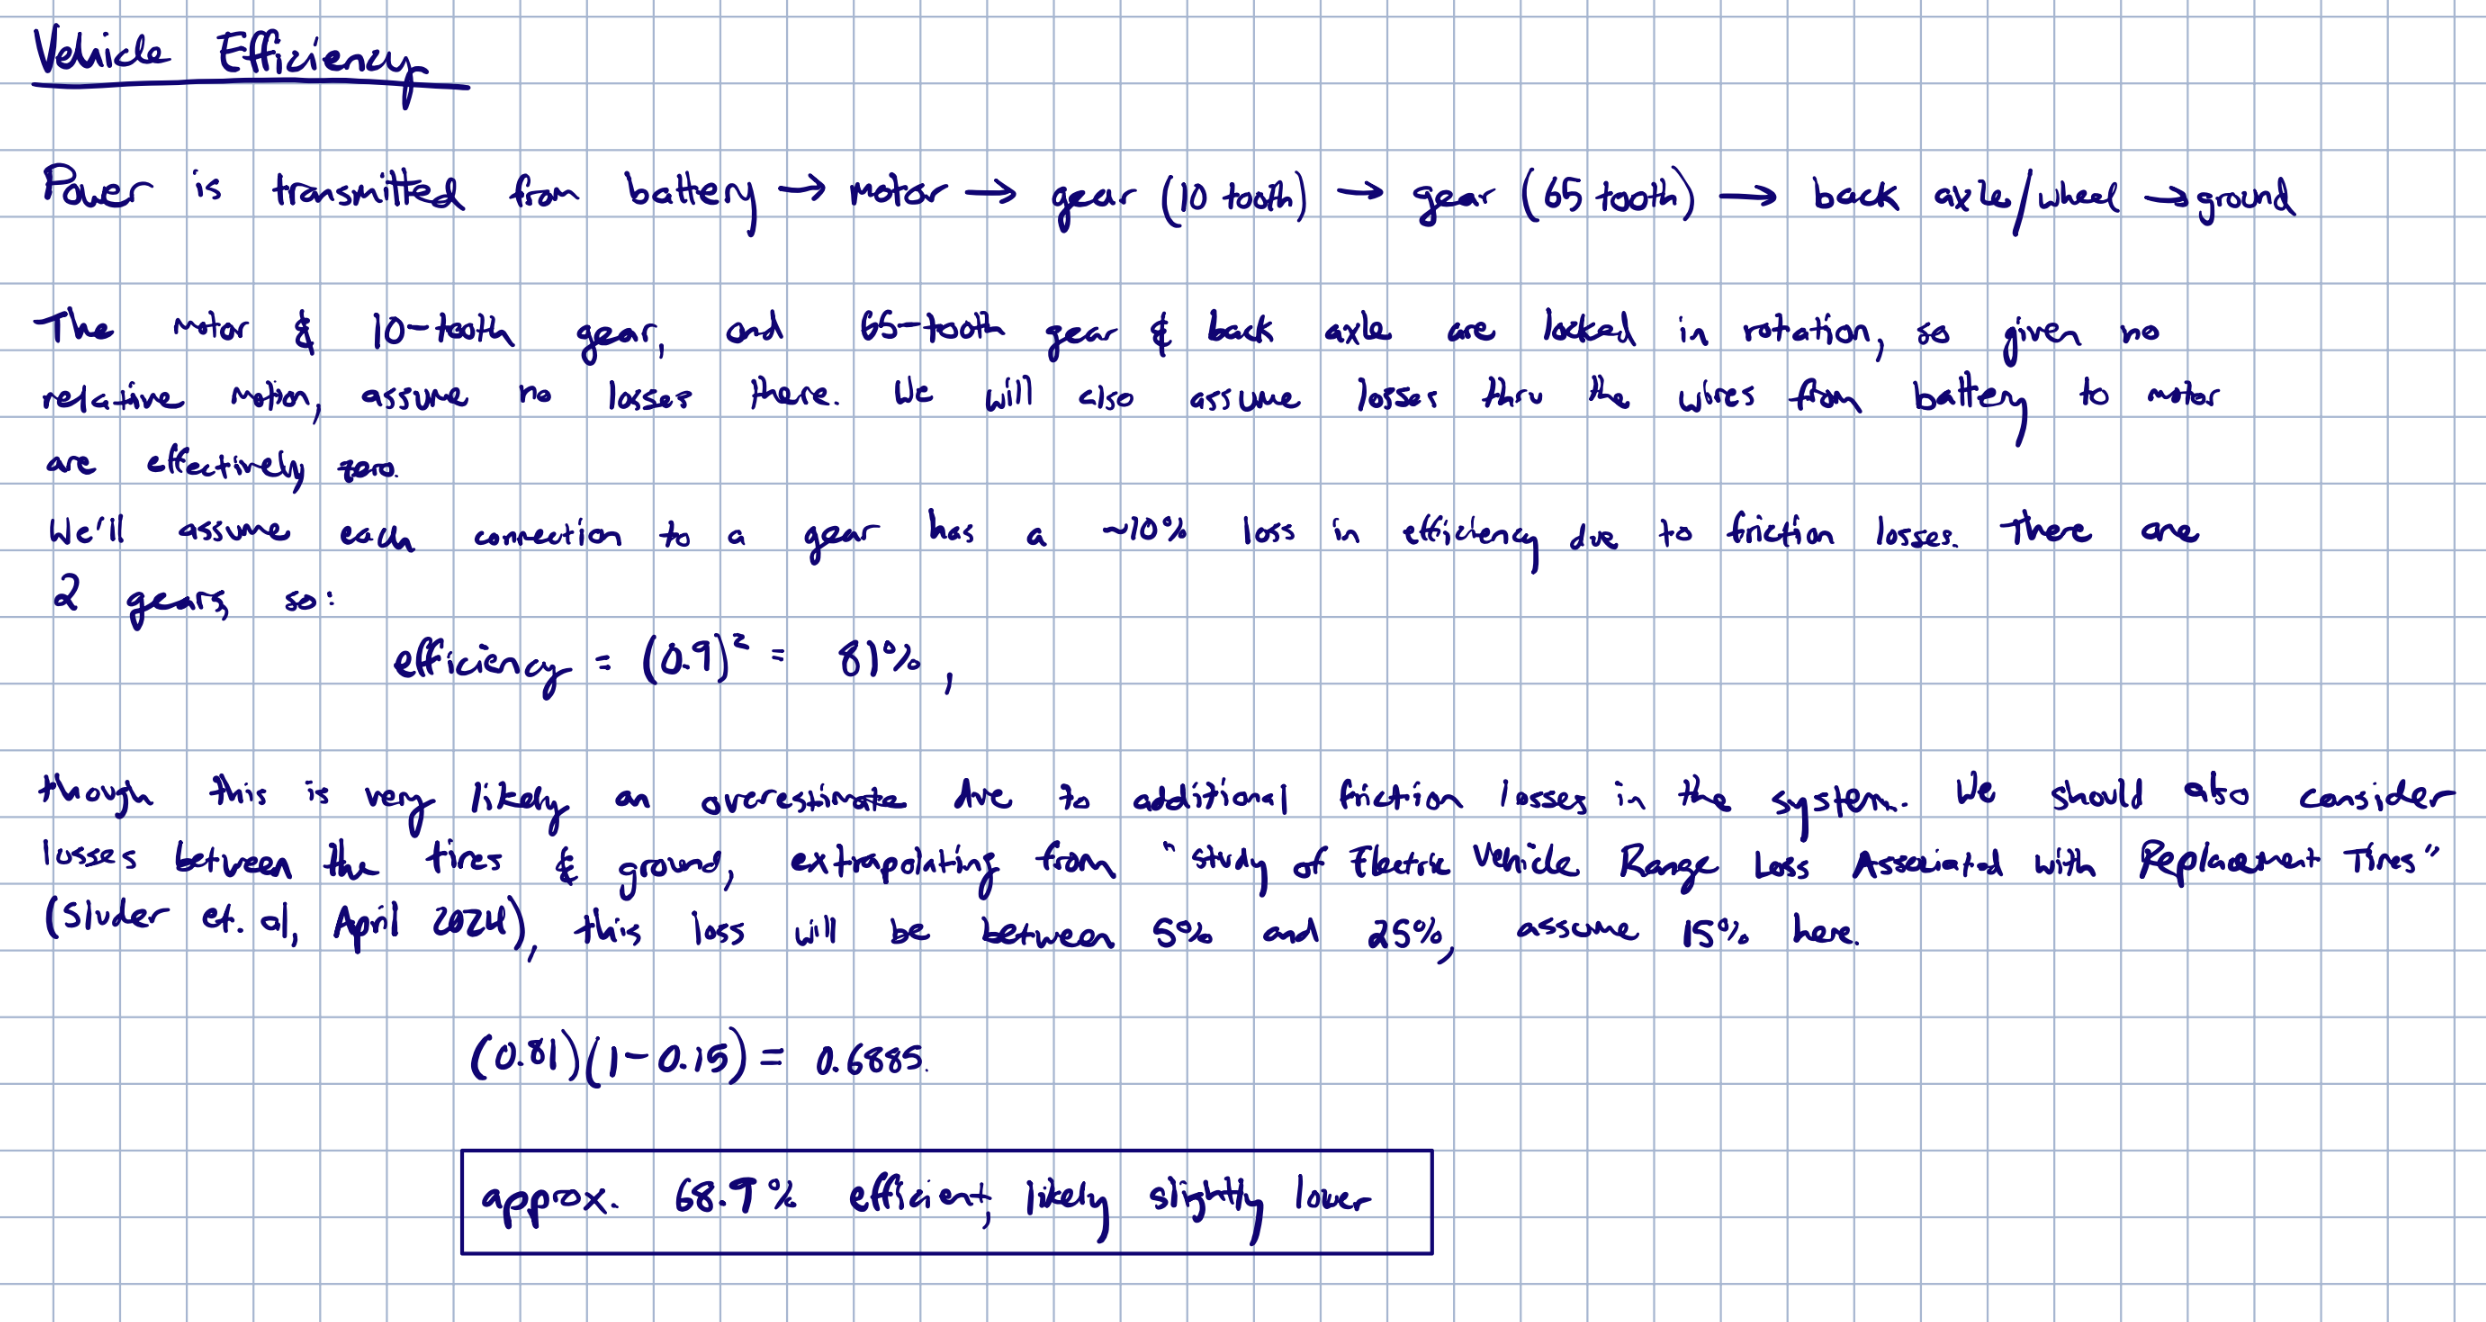 Vehicle Efficiency
Power is transmitted from battery → motor → gear (10 tooth) → gear (65 tooth) → back axle/wheel → ground
The motor & 10-tooth gear, and 65-tooth gear & back axle are locked in rotation, so given no
relative motion, assume no losses there. We will also assume losses thru the wires from battery to motor
are effectively zero.
We'll assume each connection to a gear has a ~10% loss in efficiency due to friction losses. There are
2 gears, so:
efficiency = (0.9)² = 81%,
though this is very likely an overestimate due to additional friction losses in the system. We should also consider
losses between the tires & ground, extrapolating from "Study of Electric Vehicle Range Loss Associated with Replacement Tires"
(Sluder et. al, April 2024), this loss will be between 5% and 25%, assume 15% here.
(0.81)(1-0.15) = 0.6885.
approx. 68.9% efficient, likely slightly lower